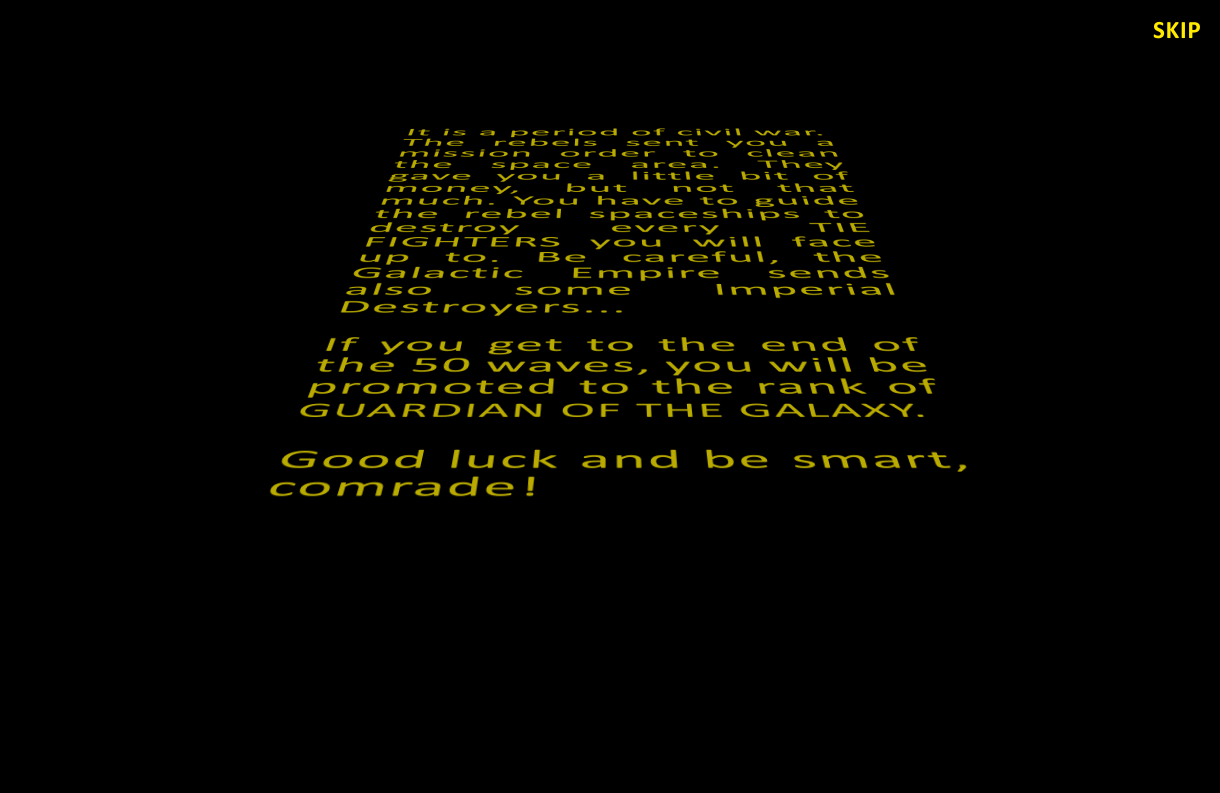 SKIP
It is a period of civil war.
The rebels sent you a
mission order to clean
the space area. They
gave you a little bit of
money, but not that
much. You have to guide
the rebel spaceships to
destroy every TIE
FIGHTERS you will face
up to. Be careful, the
Galactic Empire sends
also some Imperial
Destroyers...
If you get to the end of
the 50 waves, you will be
promoted to the rank of
GUARDIAN OF THE GALAXY.
Good luck and be smart,
comrade!